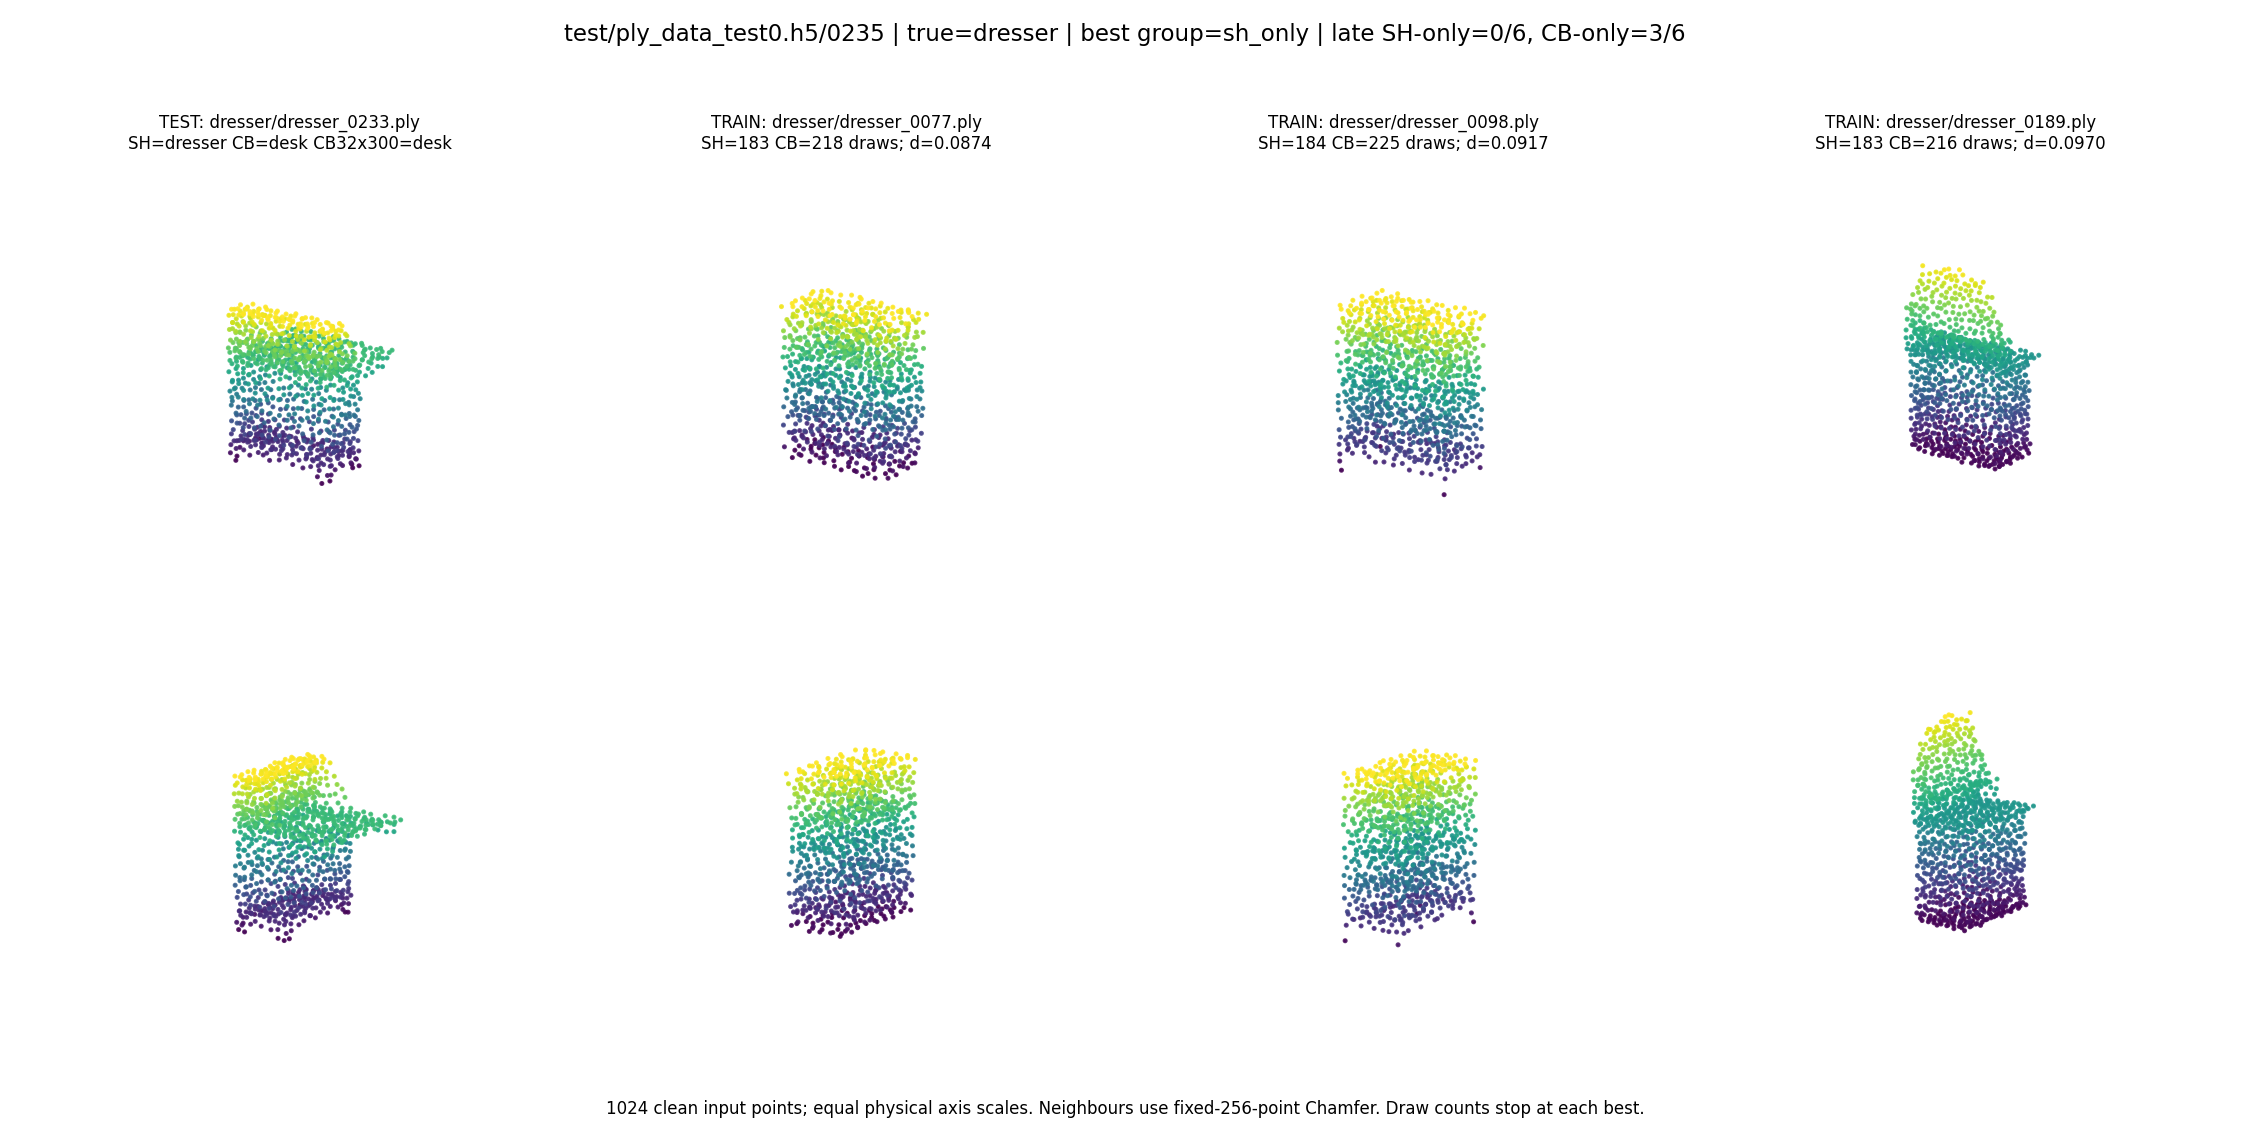 test/ply_data_test0.h5/0235 | true=dresser | best group=sh_only | late SH-only=0/6, CB-only=3/6
TEST: dresser/dresser_0233.ply
SH=dresser CB=desk CB32x300=desk
TRAIN: dresser/dresser_0077.ply
SH=183 CB=218 draws; d=0.0874
TRAIN: dresser/dresser_0098.ply
SH=184 CB=225 draws; d=0.0917
TRAIN: dresser/dresser_0189.ply
SH=183 CB=216 draws; d=0.0970
1024 clean input points; equal physical axis scales. Neighbours use fixed-256-point Chamfer. Draw counts stop at each best.